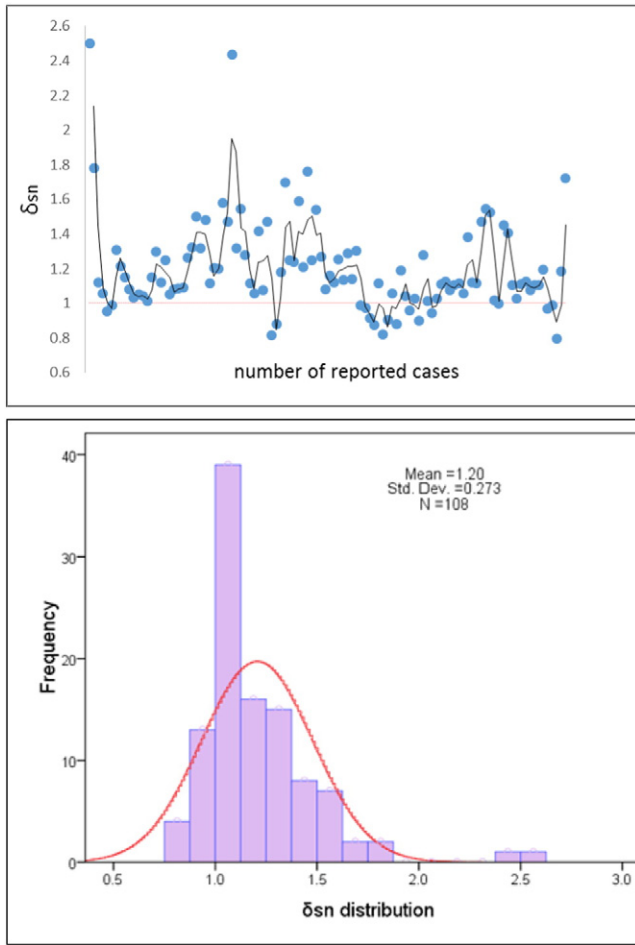 2.6
2.4
2.2
2
1.8
1.6
1.4
1.2
1
0.8
0.6
δsn
number of reported cases
Mean =1.20
Std. Dev. =0.273
N =108
40
30
20
10
0
Frequency
0.5 1.0 1.5 2.0 2.5 3.0
δsn distribution